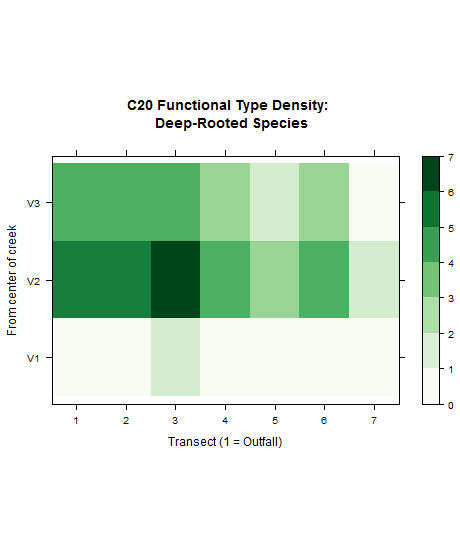 C20 Functional Type Density:
Deep-Rooted Species
7
6
5
4
3
2
1
0
V3
V2
V1
From center of creek
1 2 3 4 5 6 7
Transect (1 = Outfall)